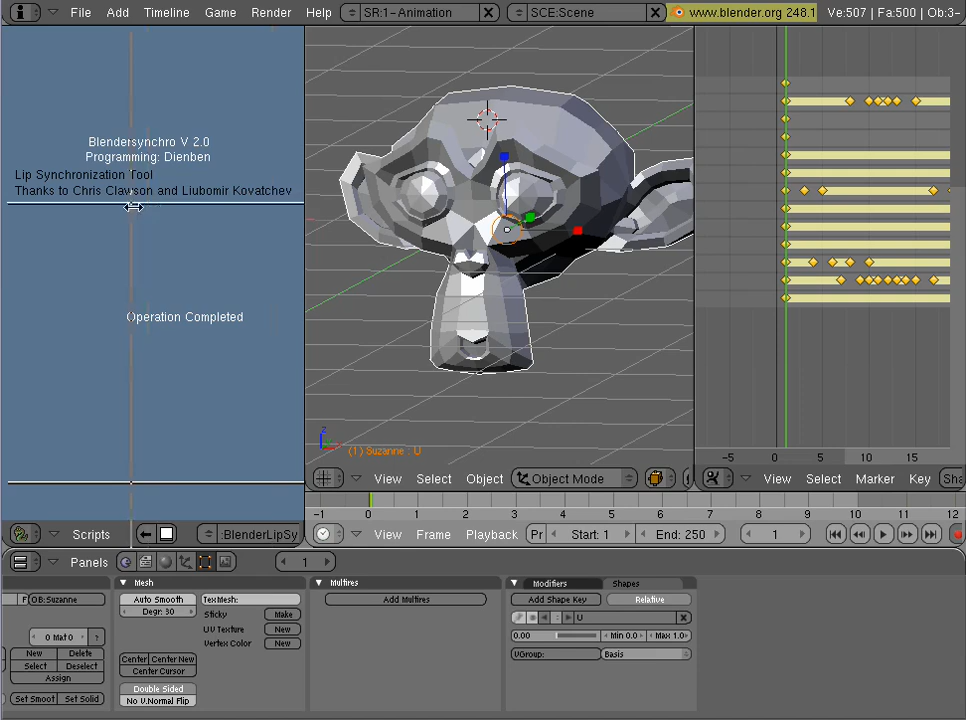 File Add Timeline Game Render Help SR:1-Animation SCE:Scene www.blender.org 248.1 Ve:507 | Fa:500 | Ob:3-
Blendersynchro V 2.0
Programming: Dienben
Lip Synchronization Tool
Thanks to Chris Clawson and Liubomir Kovatchev
Operation Completed
(1) Suzanne : U
-5 0 5 10 15
View Select Object Object Mode
View Select Marker Key Sha
-1 0 1 2 3 4 5 6 7 8 9 10 11 12
Scripts :BlenderLipSy
View Frame Playback Pr Start: 1 End: 250 1
Panels 1
F OB:Suzanne
0 Mat 0 ?
New Delete
Select Deselect
Assign
Set Smoot Set Solid
Mesh
Auto Smooth
Degr: 30
TexMesh:
Sticky Make
UV Texture New
Vertex Color New
Center Center New
Center Cursor
Double Sided
No V.Normal Flip
Multires
Add Multires
Modifiers Shapes
Add Shape Key Relative
U
0.00 Min 0.0 Max 1.0
VGroup: Basis